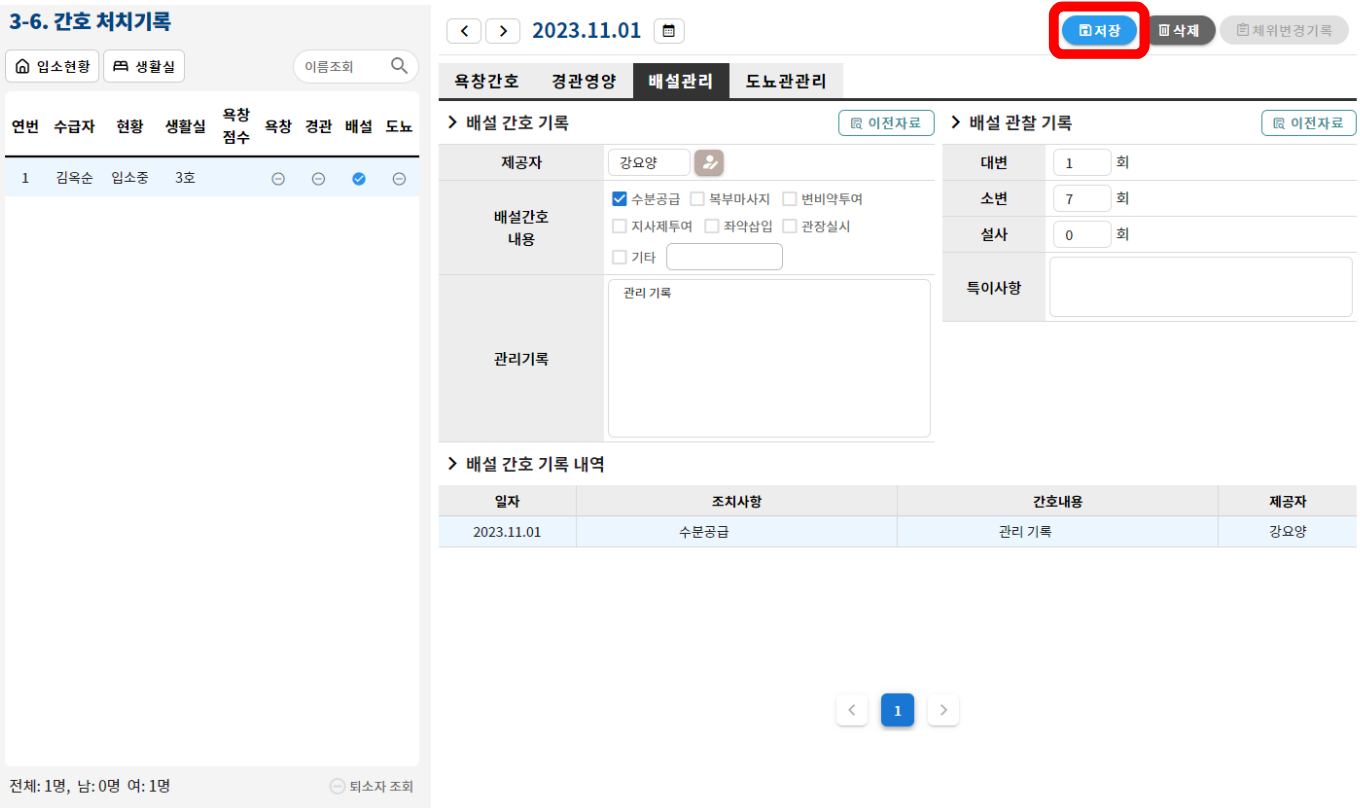 3-6. 간호 처치기록
입소현황 생활실 이름조회
연번 수급자 현황 생활실 욕창 점수 욕창 경관 배설 도뇨
1 김옥순 입소중 3호
전체: 1명, 남: 0명 여: 1명 퇴소자 조회
2023.11.01 저장 삭제 체위변경기록
욕창간호 경관영양 배설관리 도뇨관관리
배설 간호 기록 이전자료
제공자 강요양
배설간호 내용
수분공급 복부마사지 변비약투여
지사제투여 좌약삽입 관장실시
기타
관리기록 관리 기록
배설 관찰 기록 이전자료
대변 1 회
소변 7 회
설사 0 회
특이사항
배설 간호 기록 내역
일자 조치사항 간호내용 제공자
2023.11.01 수분공급 관리 기록 강요양
1